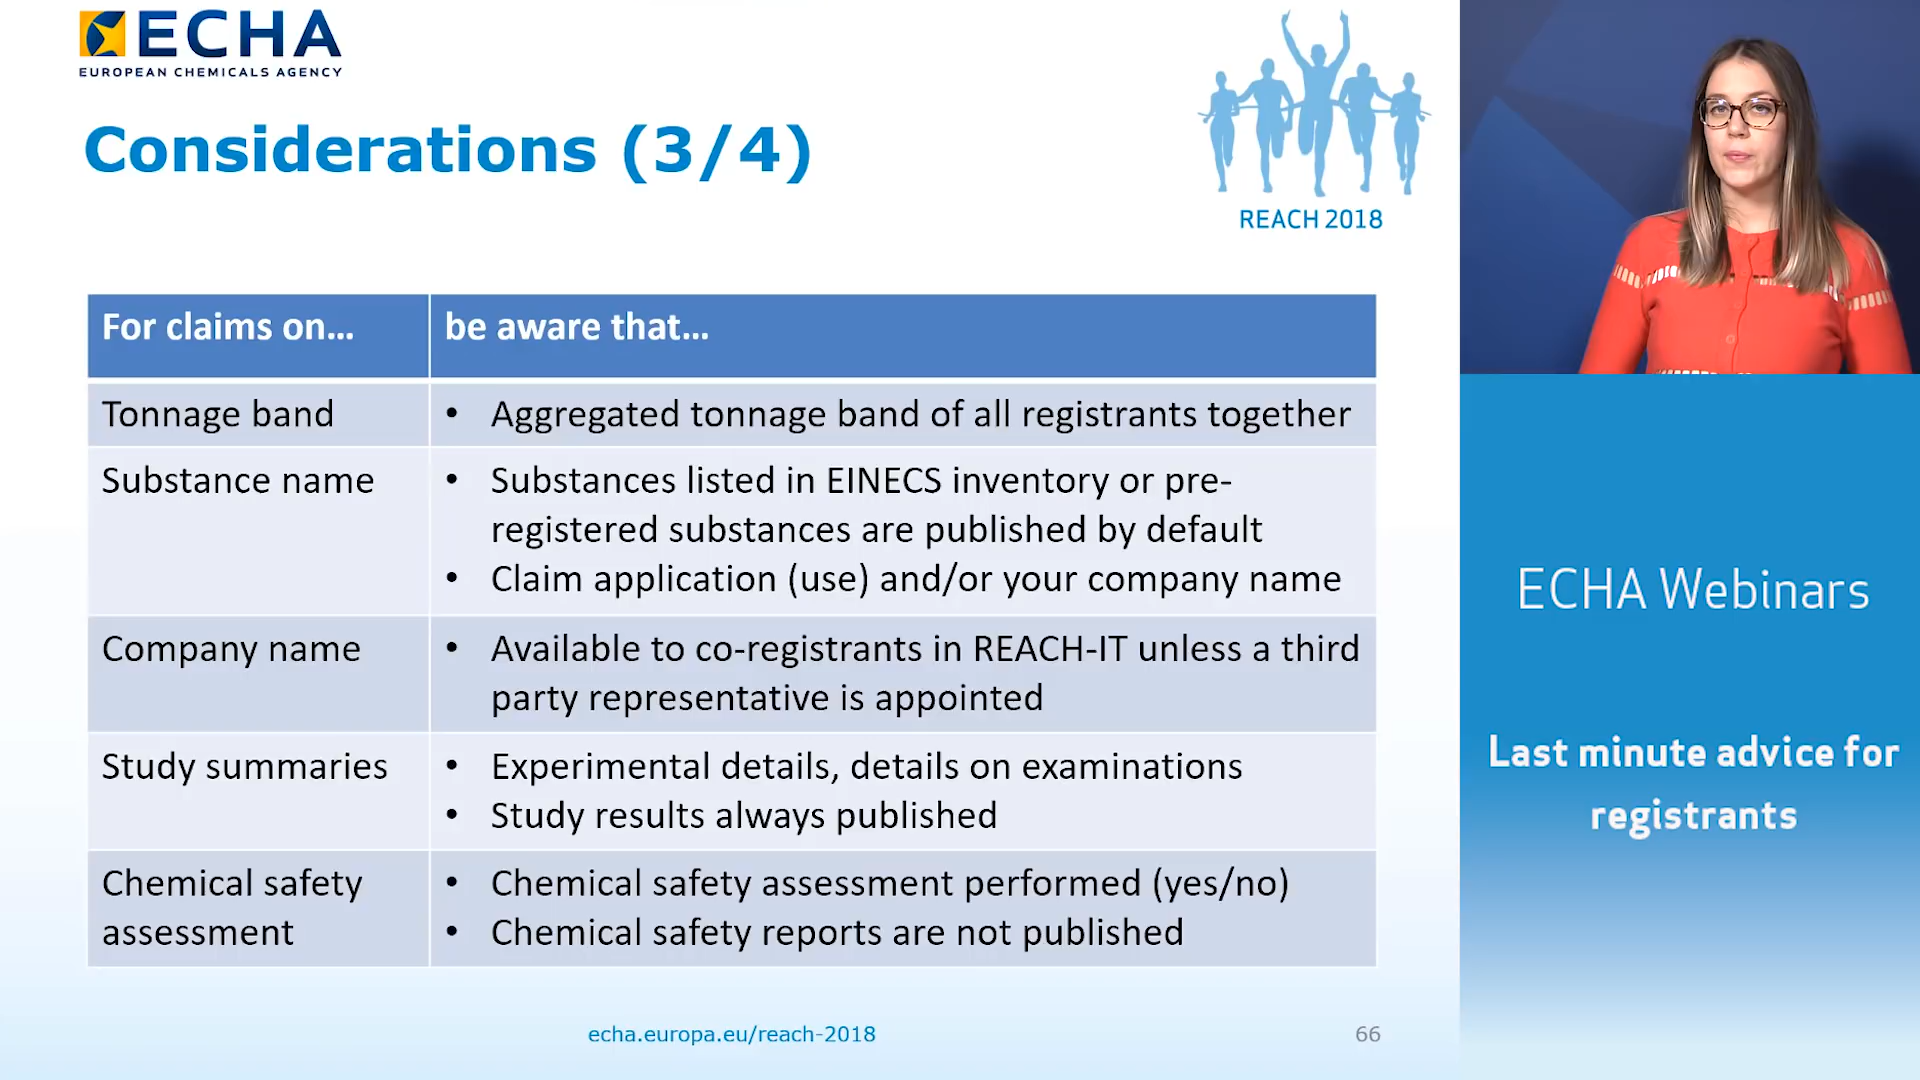 ECHA
EUROPEAN CHEMICALS AGENCY
Considerations (3/4)
REACH 2018
For claims on...
be aware that...
Tonnage band
• Aggregated tonnage band of all registrants together
Substance name
• Substances listed in EINECS inventory or pre-
registered substances are published by default
• Claim application (use) and/or your company name
Company name
• Available to co-registrants in REACH-IT unless a third
party representative is appointed
Study summaries
• Experimental details, details on examinations
• Study results always published
Chemical safety
assessment
• Chemical safety assessment performed (yes/no)
• Chemical safety reports are not published
echa.europa.eu/reach-2018
66
ECHA Webinars
Last minute advice for
registrants